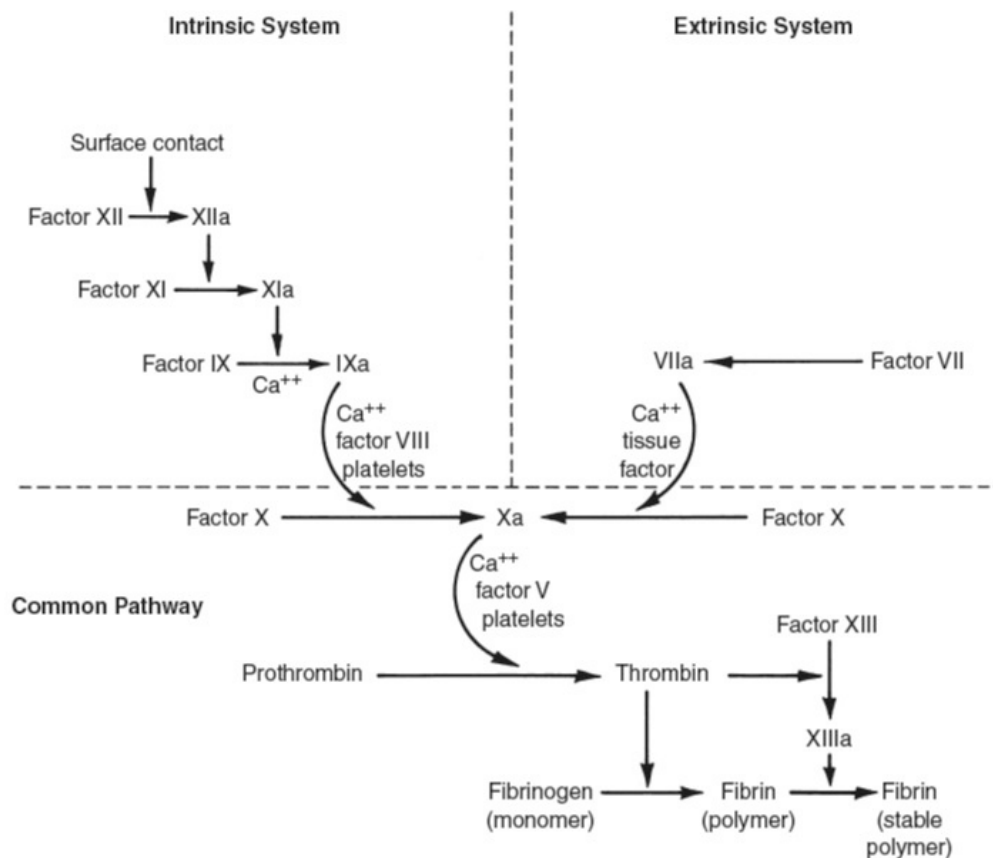 Intrinsic System
Extrinsic System
Surface contact
Factor XII
XIIa
Factor XI
XIa
Factor IX
IXa
Ca++
VIIa
Factor VII
Ca++
factor VIII
platelets
Ca++
tissue
factor
Factor X
Xa
Factor X
Ca++
factor V
platelets
Common Pathway
Factor XIII
Prothrombin
Thrombin
XIIIa
Fibrinogen
(monomer)
Fibrin
(polymer)
Fibrin
(stable
polymer)